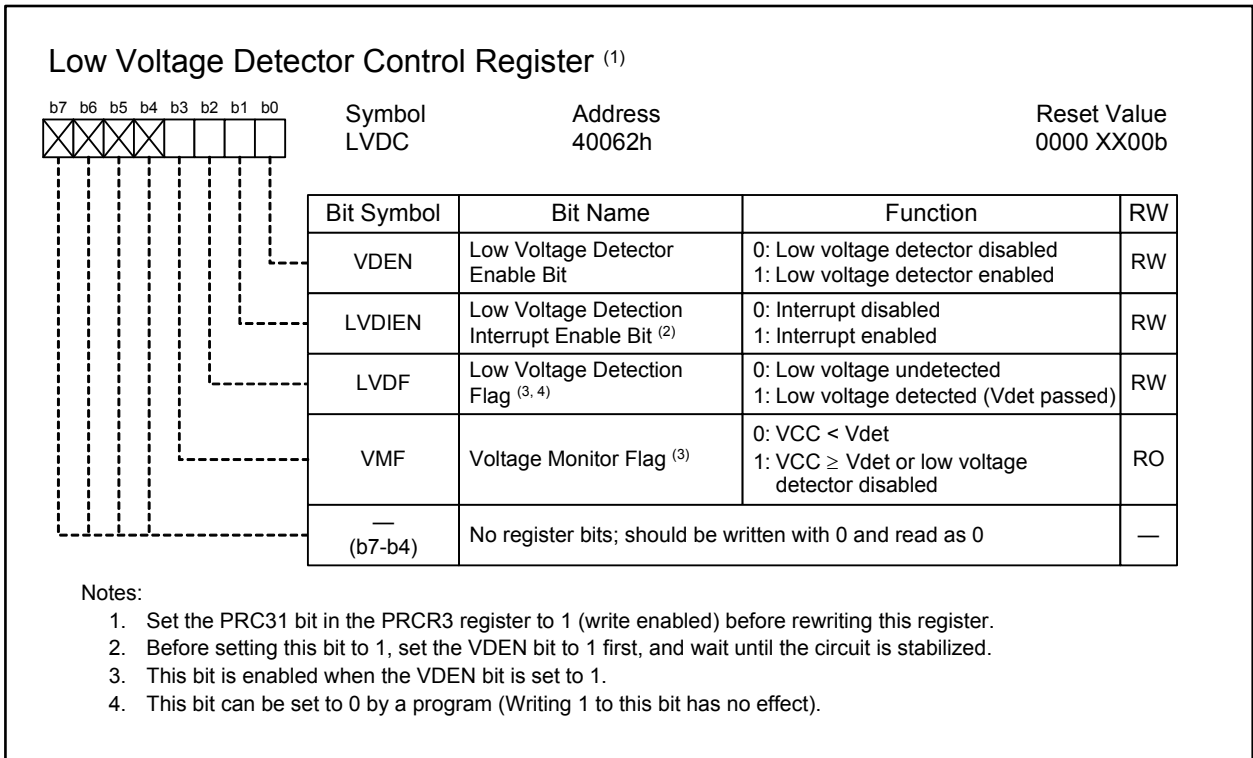 Low Voltage Detector Control Register (1)
b7 b6 b5 b4 b3 b2 b1 b0
Symbol Address Reset Value
LVDC 40062h 0000 XX00b
Bit Symbol Bit Name Function RW
VDEN Low Voltage Detector Enable Bit 0: Low voltage detector disabled RW
1: Low voltage detector enabled
LVDIEN Low Voltage Detection Interrupt Enable Bit (2) 0: Interrupt disabled RW
1: Interrupt enabled
LVDF Low Voltage Detection Flag (3, 4) 0: Low voltage undetected RW
1: Low voltage detected (Vdet passed)
VMF Voltage Monitor Flag (3) 0: VCC < Vdet RO
1: VCC ≥ Vdet or low voltage
detector disabled
—
(b7-b4) No register bits; should be written with 0 and read as 0 —
Notes:
1. Set the PRC31 bit in the PRCR3 register to 1 (write enabled) before rewriting this register.
2. Before setting this bit to 1, set the VDEN bit to 1 first, and wait until the circuit is stabilized.
3. This bit is enabled when the VDEN bit is set to 1.
4. This bit can be set to 0 by a program (Writing 1 to this bit has no effect).